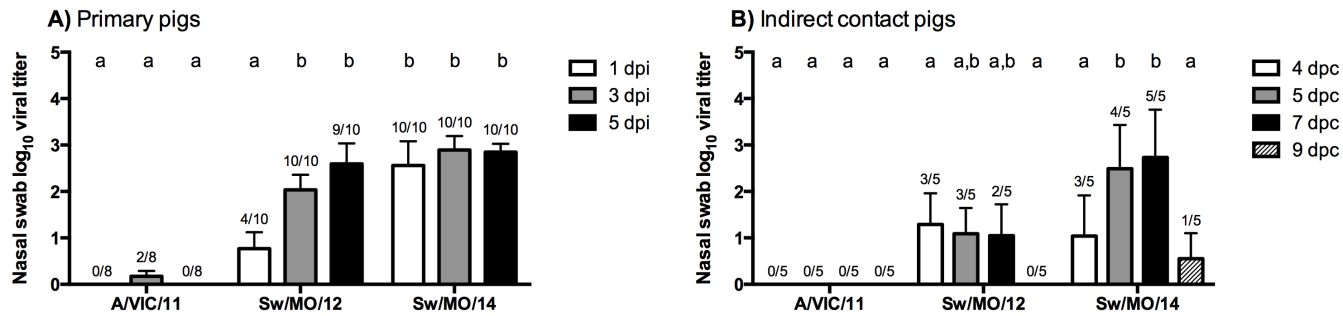 A) Primary pigs
Nasal swab log10 viral titer
5
4
3
2
1
0
a a a a b b b b b
0/8 2/8 0/8 4/10 10/10 9/10 10/10 10/10 10/10
A/VIC/11 Sw/MO/12 Sw/MO/14
1 dpi
3 dpi
5 dpi
B) Indirect contact pigs
Nasal swab log10 viral titer
5
4
3
2
1
0
a a a a a a,b a,b a a b b a
0/5 0/5 0/5 0/5 3/5 3/5 2/5 0/5 3/5 4/5 5/5 1/5
A/VIC/11 Sw/MO/12 Sw/MO/14
4 dpc
5 dpc
7 dpc
9 dpc